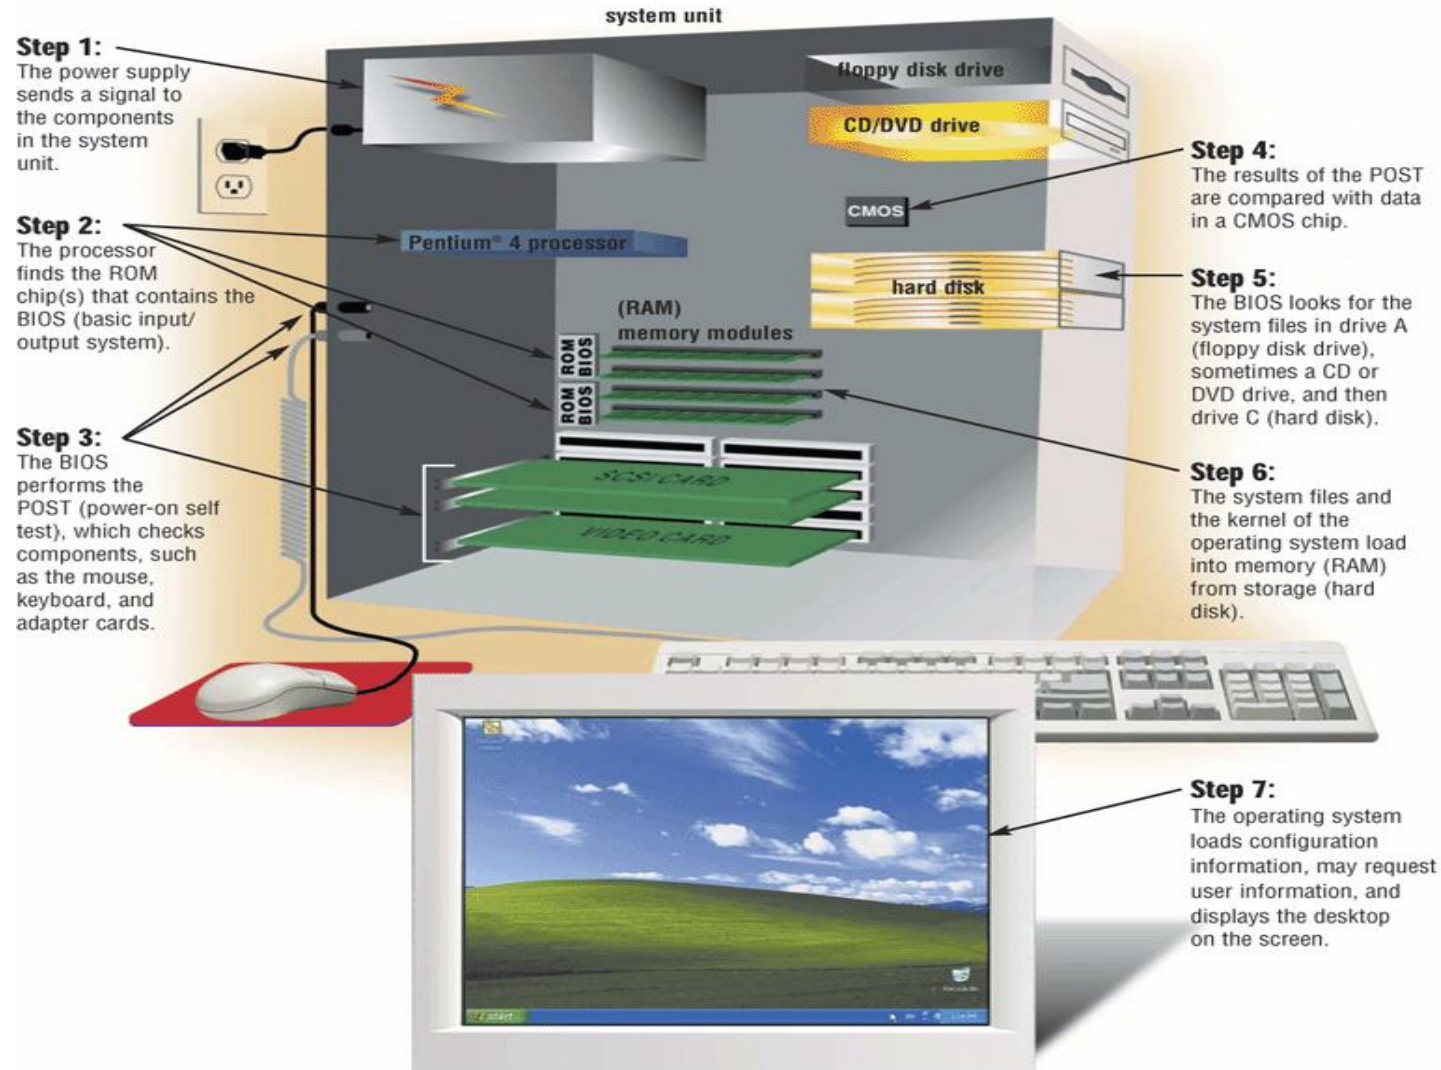 system unit
Step 1:
The power supply
sends a signal to
the components
in the system
unit.
Step 2:
The processor
finds the ROM
chip(s) that contains the
BIOS (basic input/
output system).
Step 3:
The BIOS
performs the
POST (power-on self
test), which checks
components, such
as the mouse,
keyboard, and
adapter cards.
floppy disk drive
CD/DVD drive
CMOS
Pentium® 4 processor
hard disk
(RAM)
memory modules
ROM
BIOS
ROM
BIOS
SCSI CARD
VIDEO CARD
Step 4:
The results of the POST
are compared with data
in a CMOS chip.
Step 5:
The BIOS looks for the
system files in drive A
(floppy disk drive),
sometimes a CD or
DVD drive, and then
drive C (hard disk).
Step 6:
The system files and
the kernel of the
operating system load
into memory (RAM)
from storage (hard
disk).
Step 7:
The operating system
loads configuration
information, may request
user information, and
displays the desktop
on the screen.
start